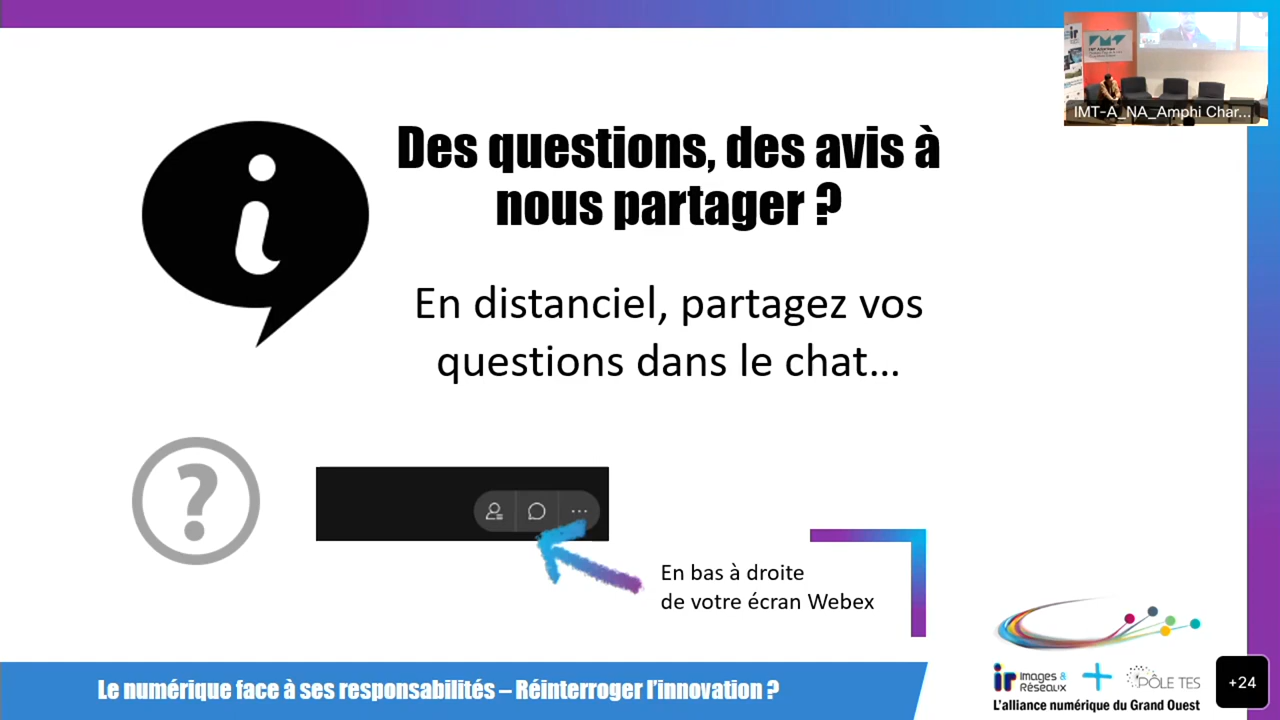 Des questions, des avis à
nous partager ?
En distanciel, partagez vos
questions dans le chat...
?
En bas à droite
de votre écran Webex
IMT-A_NA_Amphi Char...
Le numérique face à ses responsabilités – Réinterroger l'innovation ?
ir Images &
Réseaux
+
PÔLE TES
L'alliance numérique du Grand Ouest
+24